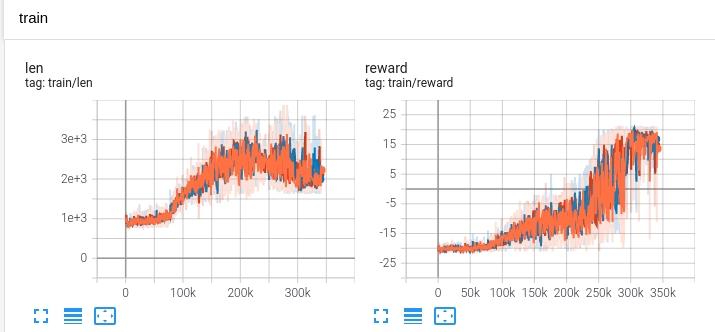 train
len
tag: train/len
3e+3
2e+3
1e+3
0
0 100k 200k 300k
reward
tag: train/reward
25
15
5
-5
-15
-25
0 50k 100k 150k 200k 250k 300k 350k